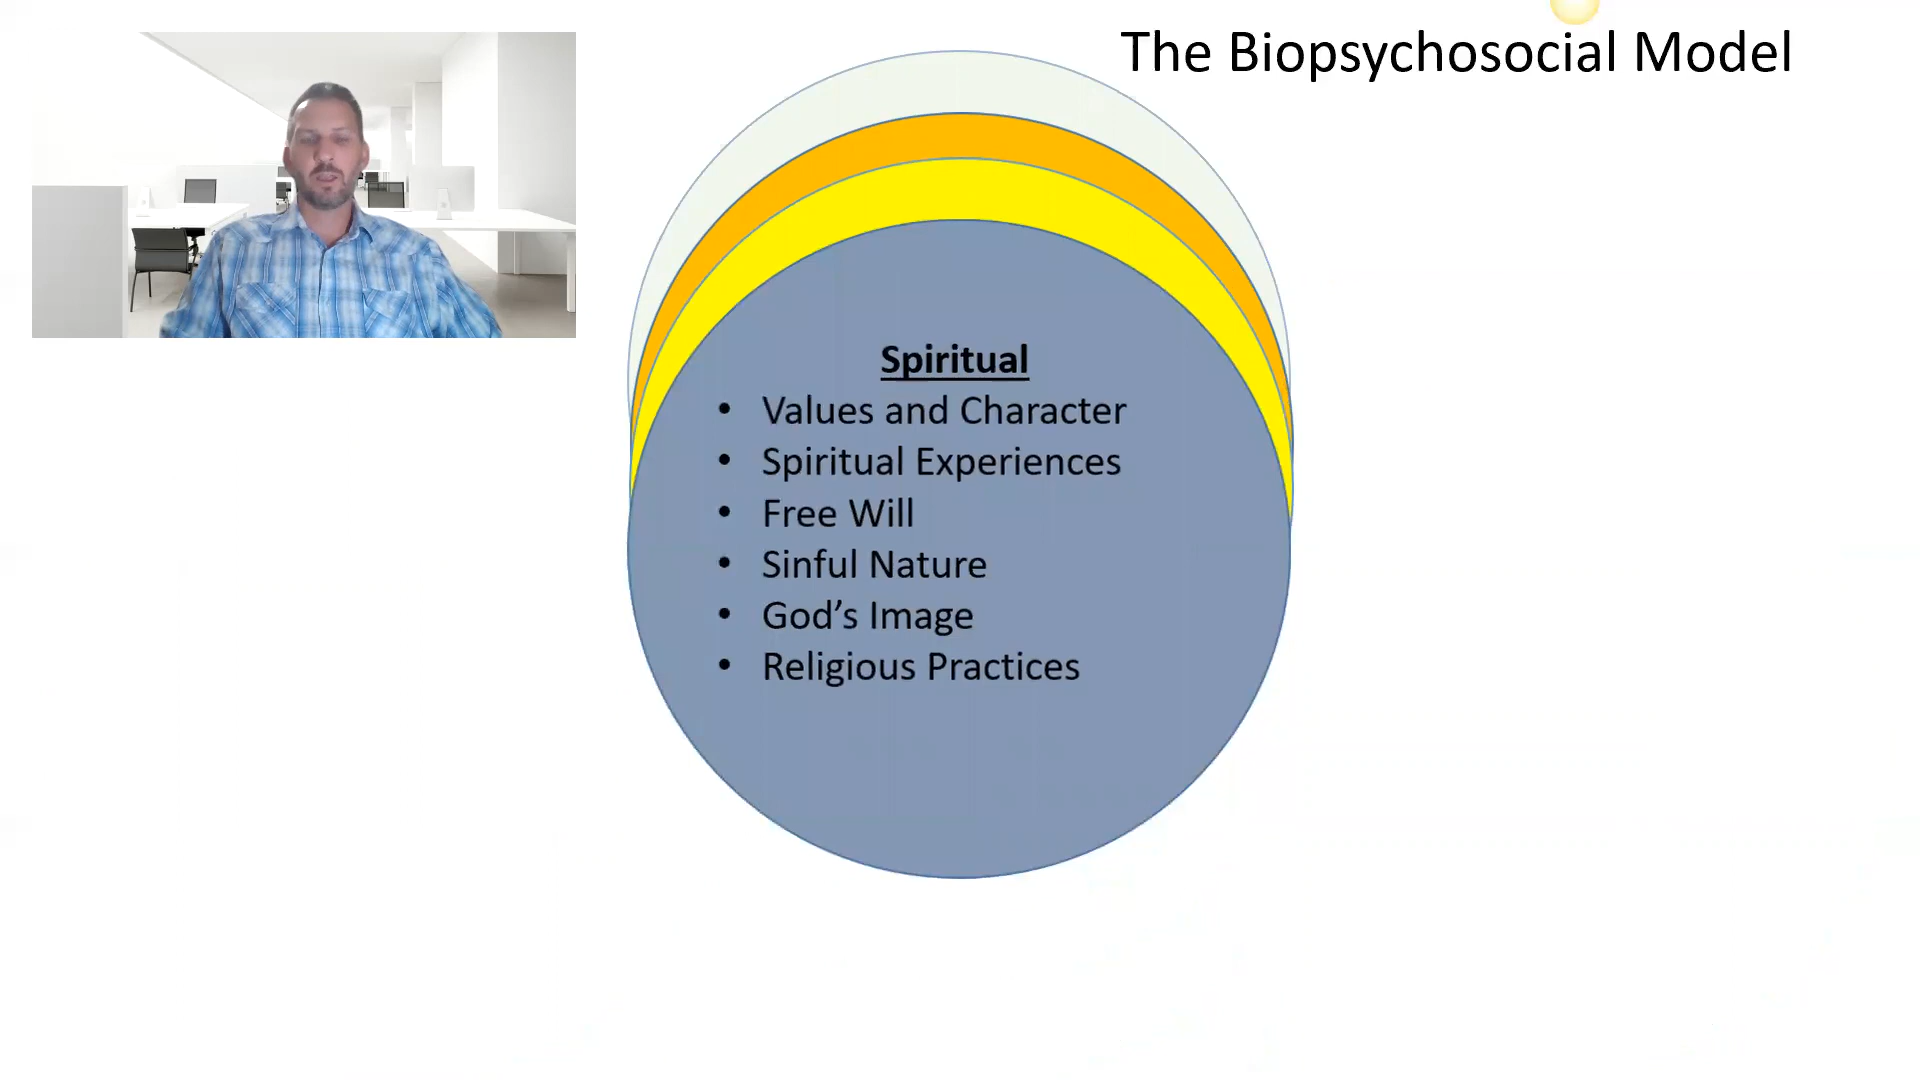 The Biopsychosocial Model
Spiritual
• Values and Character
• Spiritual Experiences
• Free Will
• Sinful Nature
• God’s Image
• Religious Practices